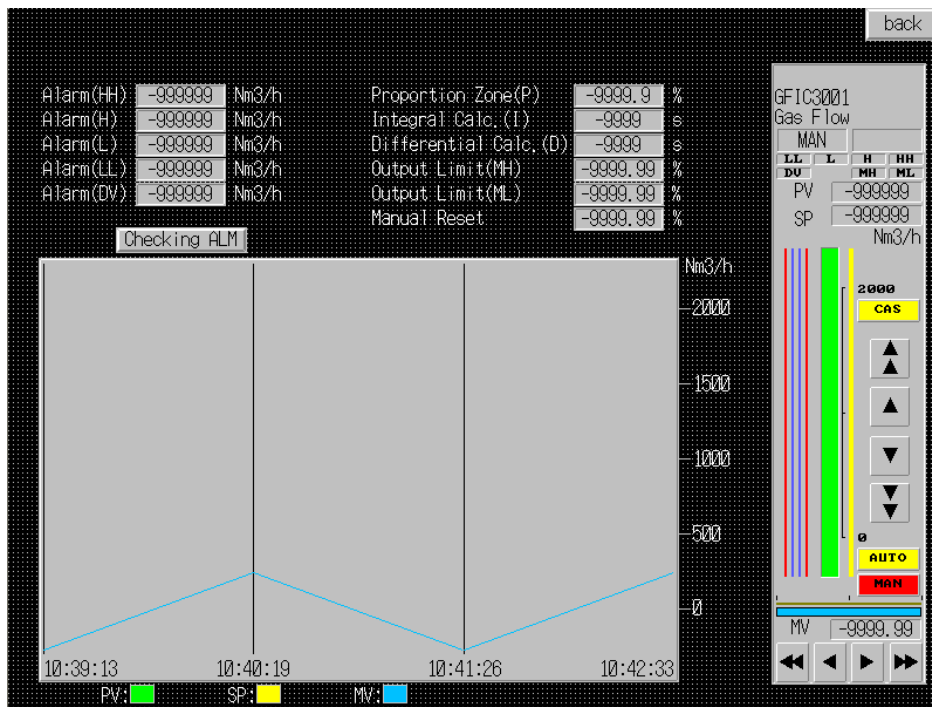 back
Alarm(HH) -999999 Nm3/h
Alarm(H) -999999 Nm3/h
Alarm(L) -999999 Nm3/h
Alarm(LL) -999999 Nm3/h
Alarm(DV) -999999 Nm3/h
Proportion Zone(P) -9999.9 %
Integral Calc.(I) -9999 s
Differential Calc.(D) -9999 s
Output Limit(MH) -9999.99 %
Output Limit(ML) -9999.99 %
Manual Reset -9999.99 %
Checking ALM
Nm3/h
2000
1500
1000
500
0
10:39:13 10:40:19 10:41:26 10:42:33
PV: SP: MV:
GFIC3001
Gas Flow
MAN
LL L H HH
DV MH ML
PV -999999
SP -999999
Nm3/h
2000
CAS
0
AUTO
MAN
MV -9999.99